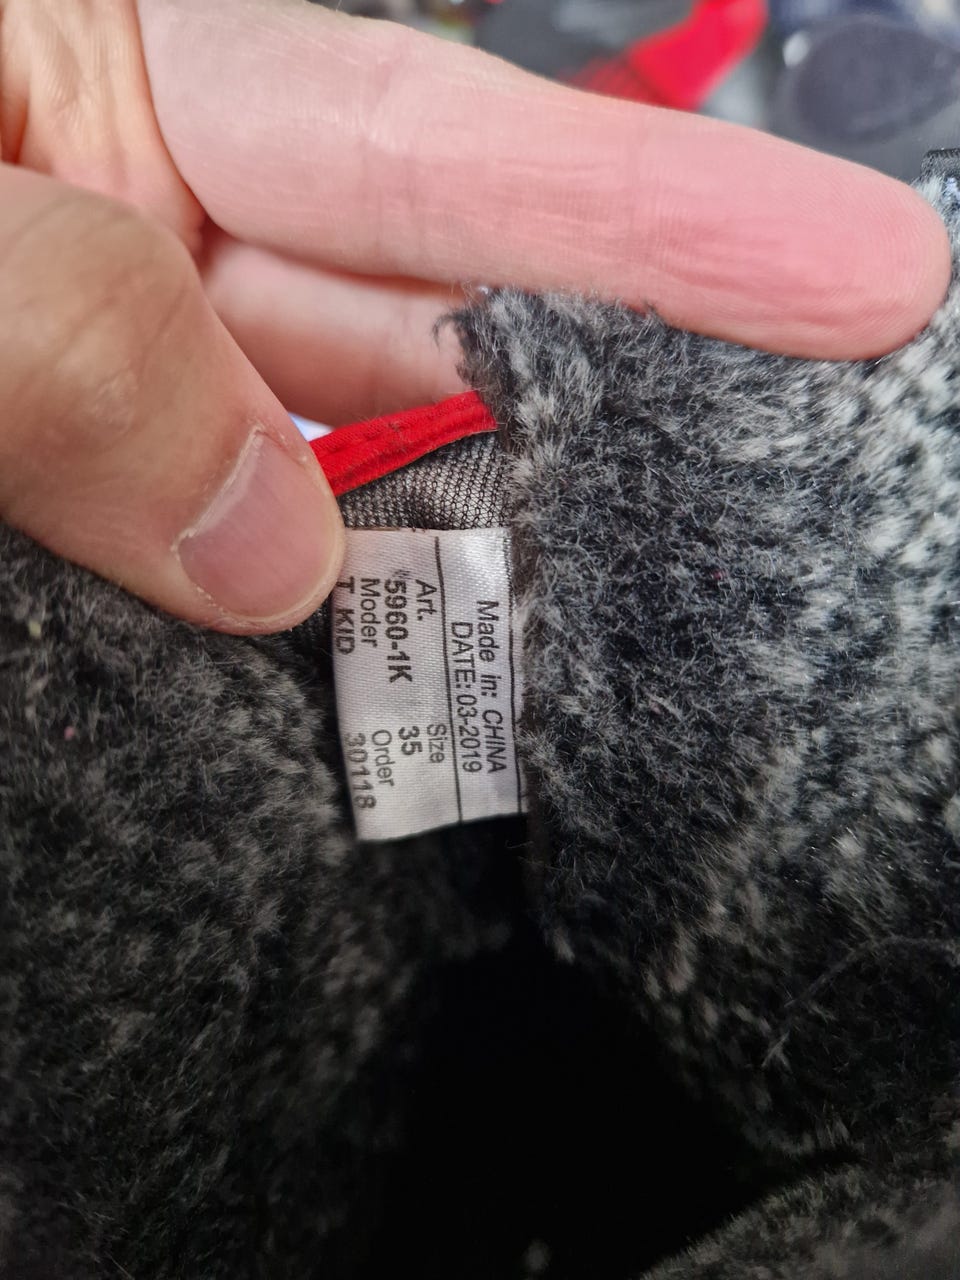 Made in: CHINA
DATE: 03-2019
Art. Size
5960-1K 35
Moder Order
T KID 30118